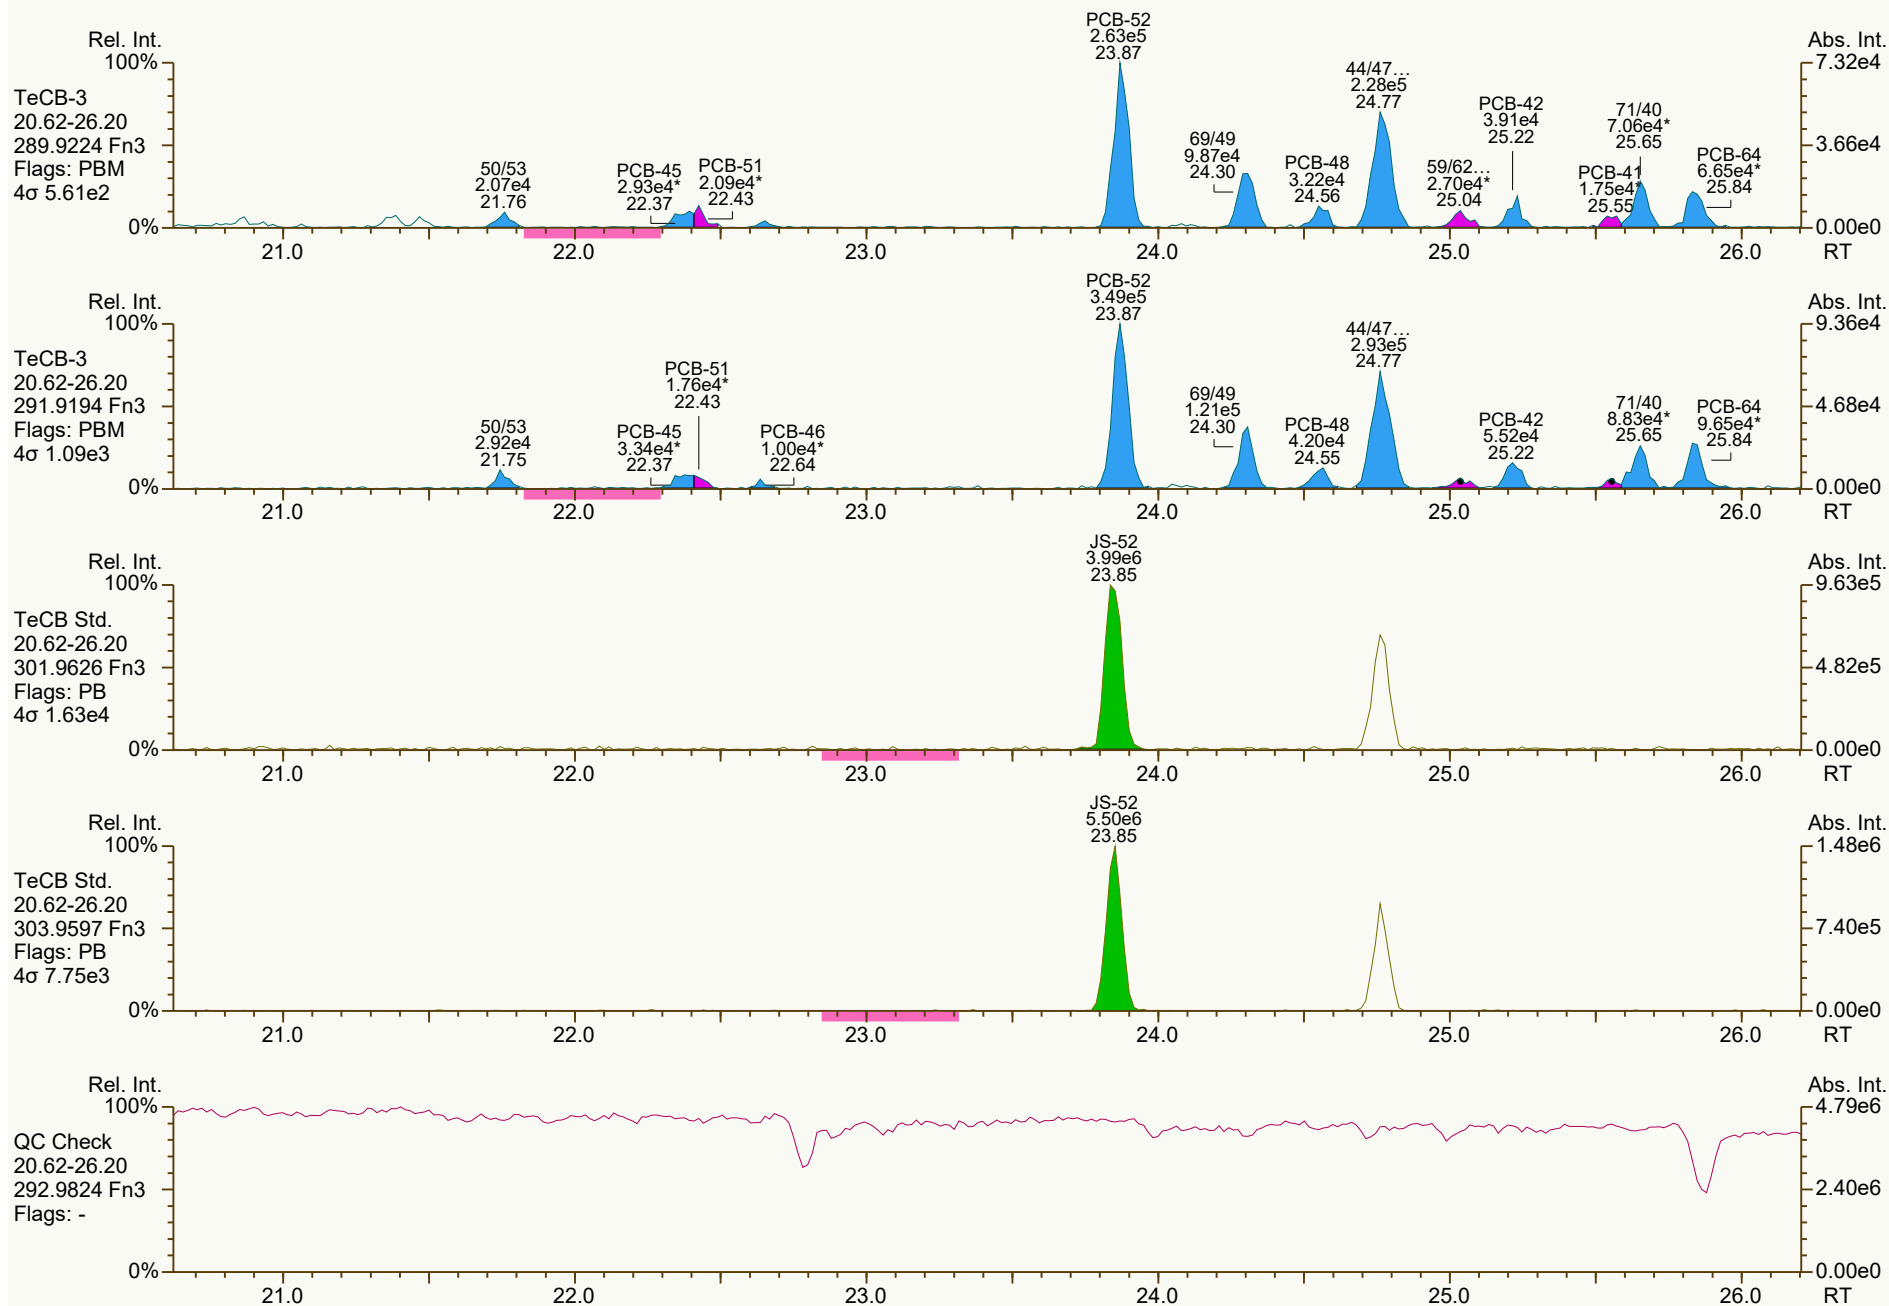 Rel. Int.
100%
0%
TeCB-3
20.62-26.20
289.9224 Fn3
Flags: PBM
4σ 5.61e2
50/53
2.07e4
21.76
PCB-45
2.93e4*
22.37
PCB-51
2.09e4*
22.43
PCB-52
2.63e5
23.87
69/49
9.87e4
24.30
PCB-48
3.22e4
24.56
44/47...
2.28e5
24.77
59/62...
2.70e4*
25.04
PCB-42
3.91e4
25.22
PCB-41
1.75e4*
25.55
71/40
7.06e4*
25.65
PCB-64
6.65e4*
25.84
Abs. Int.
7.32e4
3.66e4
0.00e0
21.0 22.0 23.0 24.0 25.0 26.0 RT
Rel. Int.
100%
0%
TeCB-3
20.62-26.20
291.9194 Fn3
Flags: PBM
4σ 1.09e3
50/53
2.92e4
21.75
PCB-45
3.34e4*
22.37
PCB-51
1.76e4*
22.43
PCB-46
1.00e4*
22.64
PCB-52
3.49e5
23.87
69/49
1.21e5
24.30
PCB-48
4.20e4
24.55
44/47...
2.93e5
24.77
PCB-42
5.52e4
25.22
71/40
8.83e4*
25.65
PCB-64
9.65e4*
25.84
Abs. Int.
9.36e4
4.68e4
0.00e0
21.0 22.0 23.0 24.0 25.0 26.0 RT
Rel. Int.
100%
0%
TeCB Std.
20.62-26.20
301.9626 Fn3
Flags: PB
4σ 1.63e4
JS-52
3.99e6
23.85
Abs. Int.
9.63e5
4.82e5
0.00e0
21.0 22.0 23.0 24.0 25.0 26.0 RT
Rel. Int.
100%
0%
TeCB Std.
20.62-26.20
303.9597 Fn3
Flags: PB
4σ 7.75e3
JS-52
5.50e6
23.85
Abs. Int.
1.48e6
7.40e5
0.00e0
21.0 22.0 23.0 24.0 25.0 26.0 RT
Rel. Int.
100%
0%
QC Check
20.62-26.20
292.9824 Fn3
Flags: -
Abs. Int.
4.79e6
2.40e6
0.00e0
21.0 22.0 23.0 24.0 25.0 26.0 RT